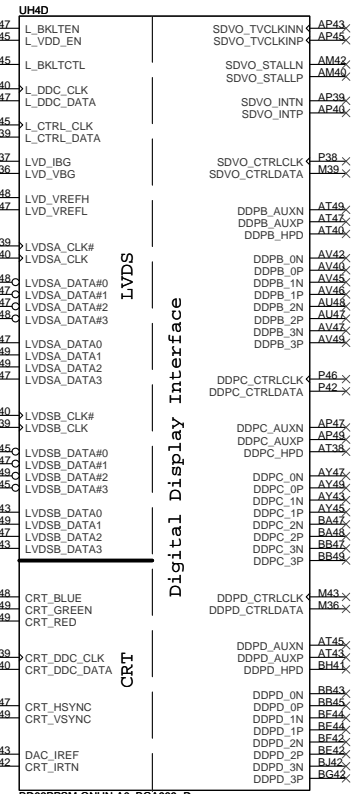 UH4D
L_BKLTEN
L_VDD_EN
L_BKLTCTL
L_DDC_CLK
L_DDC_DATA
L_CTRL_CLK
L_CTRL_DATA
LVD_IBG
LVD_VBG
LVD_VREFH
LVD_VREFL
LVDSA_CLK#
LVDSA_CLK
LVDSA_DATA#0
LVDSA_DATA#1
LVDSA_DATA#2
LVDSA_DATA#3
LVDSA_DATA0
LVDSA_DATA1
LVDSA_DATA2
LVDSA_DATA3
LVDSB_CLK#
LVDSB_CLK
LVDSB_DATA#0
LVDSB_DATA#1
LVDSB_DATA#2
LVDSB_DATA#3
LVDSB_DATA0
LVDSB_DATA1
LVDSB_DATA2
LVDSB_DATA3
CRT_BLUE
CRT_GREEN
CRT_RED
CRT_DDC_CLK
CRT_DDC_DATA
CRT_HSYNC
CRT_VSYNC
DAC_IREF
CRT_IRTN
LVDS
CRT
Digital Display Interface
SDVO_TVCLKINN AP43
SDVO_TVCLKINP AP45
SDVO_STALLN AM42
SDVO_STALLP AM40
SDVO_INTN AP39
SDVO_INTP AP40
SDVO_CTRLCLK P38
SDVO_CTRLDATA M39
DDPB_AUXN AT49
DDPB_AUXP AT47
DDPB_HPD AT40
DDPB_0N AV42
DDPB_0P AV40
DDPB_1N AV45
DDPB_1P AV46
DDPB_2N AU48
DDPB_2P AU47
DDPB_3N AV47
DDPB_3P AV49
DDPC_CTRLCLK P46
DDPC_CTRLDATA P42
DDPC_AUXN AP47
DDPC_AUXP AP49
DDPC_HPD AT38
DDPC_0N AY47
DDPC_0P AY49
DDPC_1N AY43
DDPC_1P AY45
DDPC_2N BA47
DDPC_2P BA48
DDPC_3N BB47
DDPC_3P BB49
DDPD_CTRLCLK M43
DDPD_CTRLDATA M36
DDPD_AUXN AT45
DDPD_AUXP AT43
DDPD_HPD BH41
DDPD_0N BB43
DDPD_0P BB45
DDPD_1N BF44
DDPD_1P BE44
DDPD_2N BF42
DDPD_2P BE42
DDPD_3N BJ42
DDPD_3P BG42